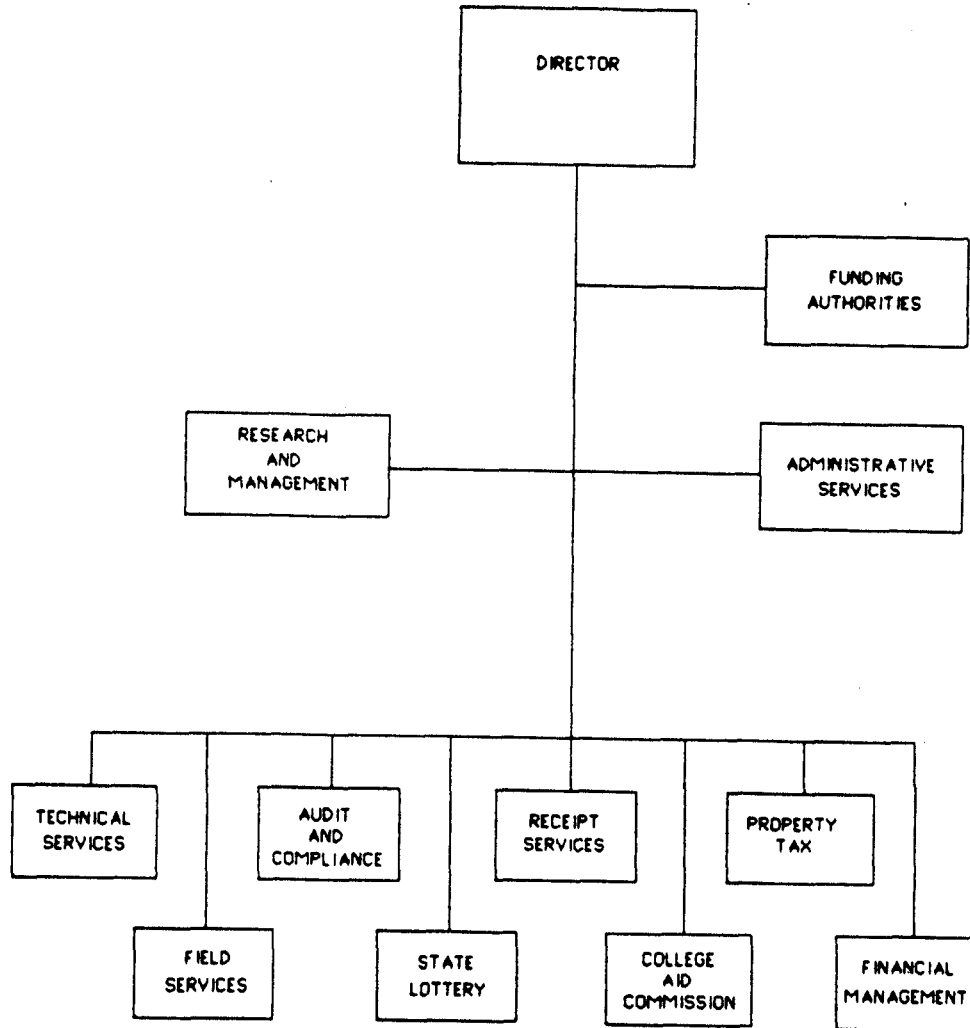 DIRECTOR
FUNDING
AUTHORITIES
RESEARCH
AND
MANAGEMENT
ADMINISTRATIVE
SERVICES
TECHNICAL
SERVICES
AUDIT
AND
COMPLIANCE
RECEIPT
SERVICES
PROPERTY
TAX
FIELD
SERVICES
STATE
LOTTERY
COLLEGE
AID
COMMISSION
FINANCIAL
MANAGEMENT